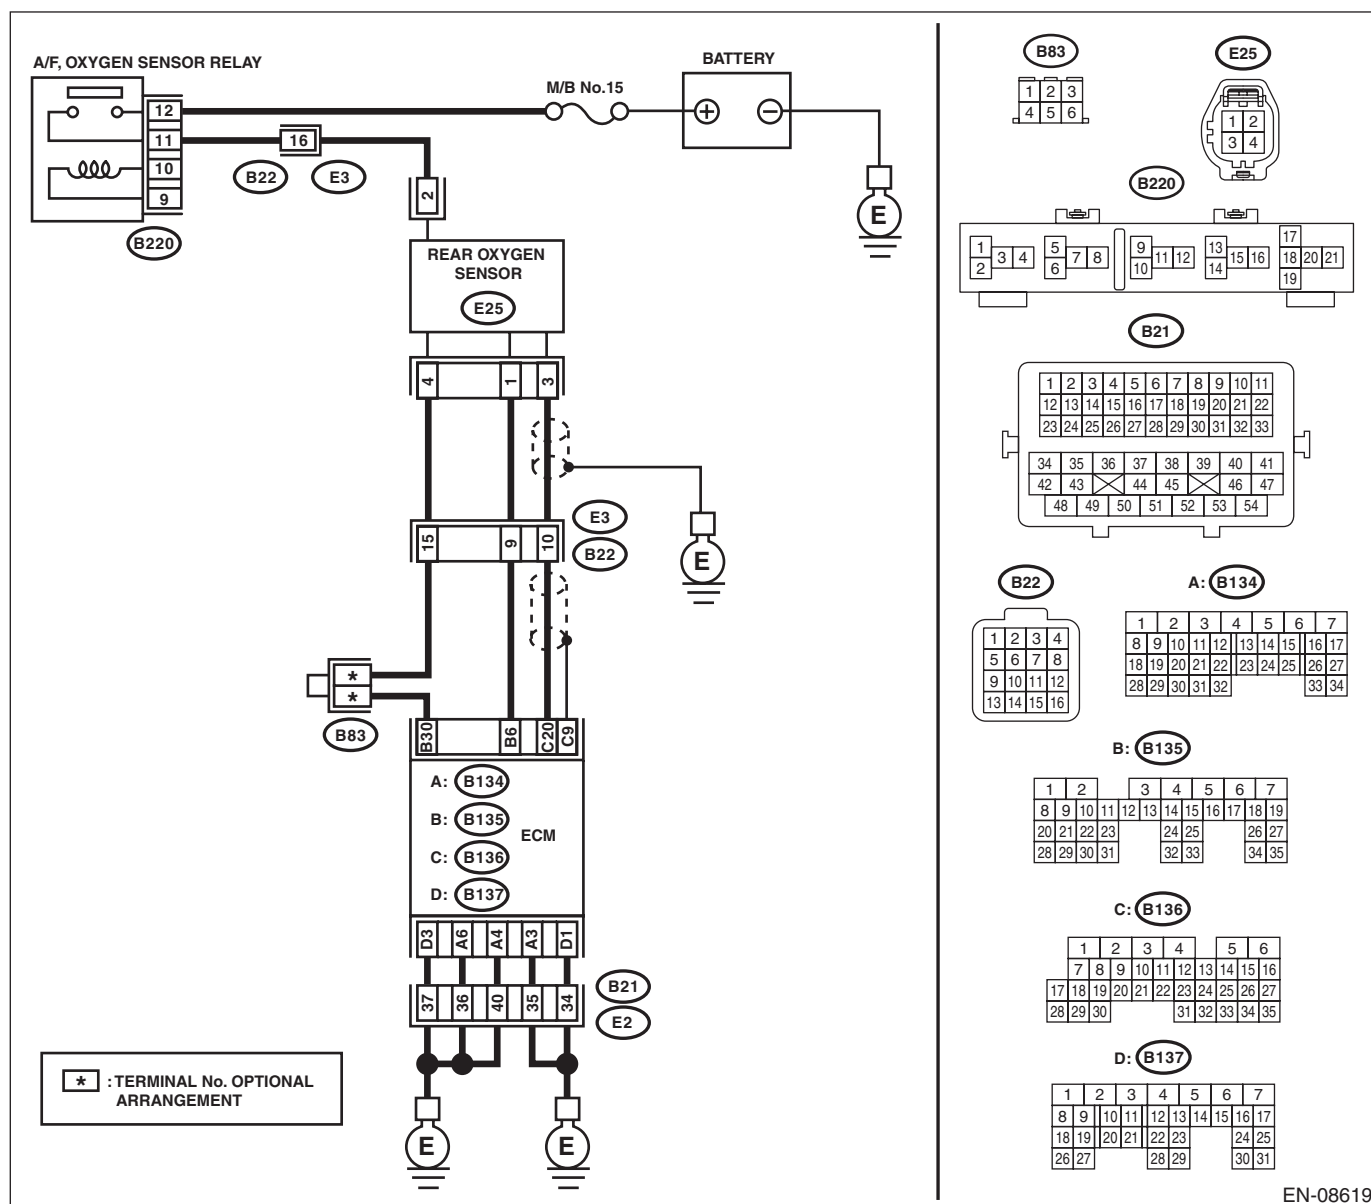 A/F, OXYGEN SENSOR RELAY
12
11
10
9
B220
16
B22
E3
M/B No.15
BATTERY
+
−
E
2
REAR OXYGEN
SENSOR
E25
4 1 3
E3
B22
15 9 10
E
*
*
B83
B30 B6 C20 C9
A: B134
B: B135
C: B136
D: B137
ECM
D3 A6 A4 A3 D1
37 36 40 35 34
B21
E2
E E
* : TERMINAL No. OPTIONAL
ARRANGEMENT
B83
1 2 3
4 5 6
E25
1 2
3 4
B220
1 2 3 4 5 6 7 8 9 10 11 12 13 14 15 16 17 18 19 20 21
B21
1 2 3 4 5 6 7 8 9 10 11
12 13 14 15 16 17 18 19 20 21 22
23 24 25 26 27 28 29 30 31 32 33
34 35 36 37 38 39 40 41
42 43 44 45 46 47
48 49 50 51 52 53 54
B22
1 2 3 4
5 6 7 8
9 10 11 12
13 14 15 16
A: B134
1 2 3 4 5 6 7
8 9 10 11 12 13 14 15 16 17
18 19 20 21 22 23 24 25 26 27
28 29 30 31 32 33 34
B: B135
1 2 3 4 5 6 7
8 9 10 11 12 13 14 15 16 17 18 19
20 21 22 23 24 25 26 27
28 29 30 31 32 33 34 35
C: B136
1 2 3 4 5 6
7 8 9 10 11 12 13 14 15 16
17 18 19 20 21 22 23 24 25 26 27
28 29 30 31 32 33 34 35
D: B137
1 2 3 4 5 6 7
8 9 10 11 12 13 14 15 16 17
18 19 20 21 22 23 24 25
26 27 28 29 30 31
EN-08619